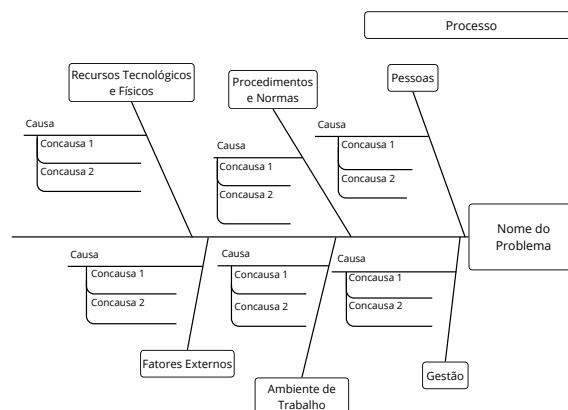 Processo
Recursos Tecnológicos
e Físicos
Procedimentos
e Normas
Pessoas
Causa
Concausa 1
Concausa 2
Concausa 1
Concausa 2
Causa
Concausa 1
Concausa 2
Nome do
Problema
Causa
Concausa 1
Concausa 2
Causa
Concausa 1
Concausa 2
Causa
Concausa 1
Concausa 2
Fatores Externos
Ambiente de
Trabalho
Gestão